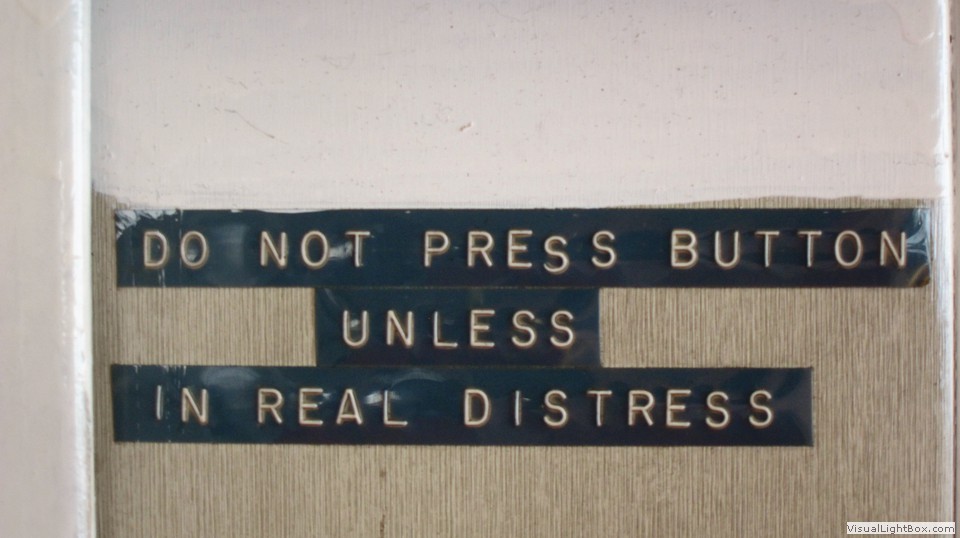 DO NOT PRESS BUTTON
UNLESS
IN REAL DISTRESS
VisualLightBox.com